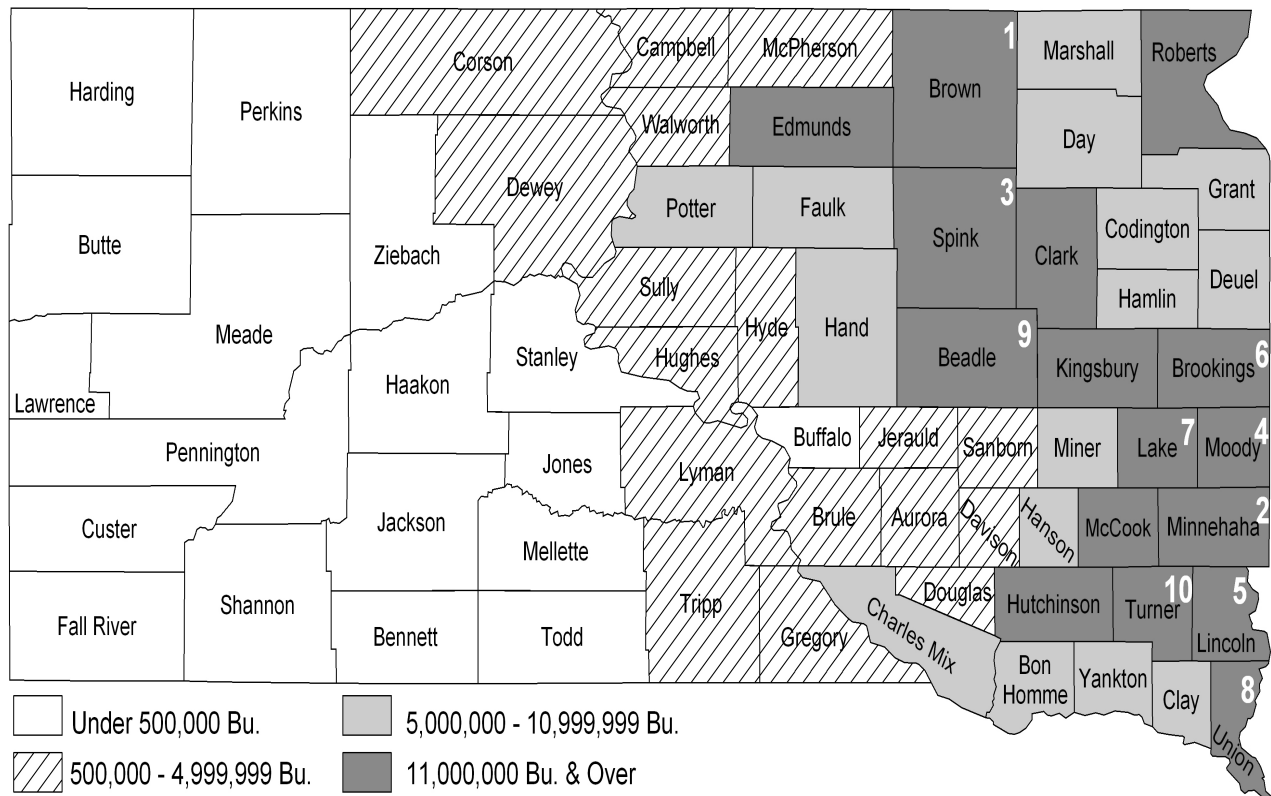 Harding
Perkins
Corson
Campbell
McPherson
1
Brown
Marshall
Roberts
Walworth
Edmunds
Day
Butte
Ziebach
Dewey
Potter
Faulk
3
Spink
Clark
Codington
Grant
Meade
Sully
Hyde
Hand
Hamlin
Deuel
Lawrence
Haakon
Stanley
Hughes
9
Beadle
Kingsbury
6
Brookings
Pennington
Jones
Lyman
Buffalo
Jerauld
Sanborn
Miner
7
Lake
4
Moody
Custer
Jackson
Mellette
Brule
Aurora
Davison
Hanson
McCook
2
Minnehaha
Fall River
Shannon
Bennett
Todd
Tripp
Gregory
Charles Mix
Douglas
Hutchinson
10
Turner
5
Lincoln
Bon
Homme
Yankton
Clay
8
Union
Under 500,000 Bu.
5,000,000 - 10,999,999 Bu.
500,000 - 4,999,999 Bu.
11,000,000 Bu. & Over